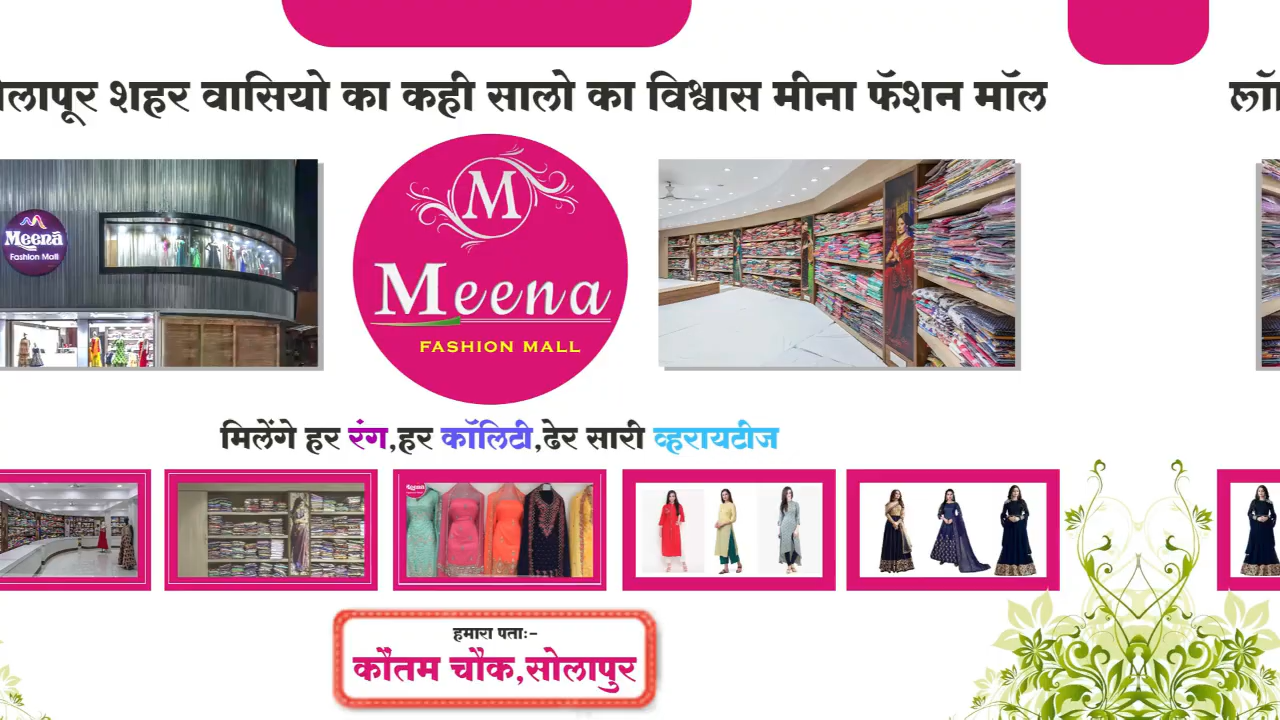 लापूर शहर वासियो का कही सालो का विश्वास मीना फॅशन मॉल
Meena
Fashion Mall
M
Meena
FASHION MALL
मिलेंगे हर रंग,हर कॉलिटी,ढेर सारी व्हरायटीज
हमारा पताः-
कौतम चौक,सोलापुर